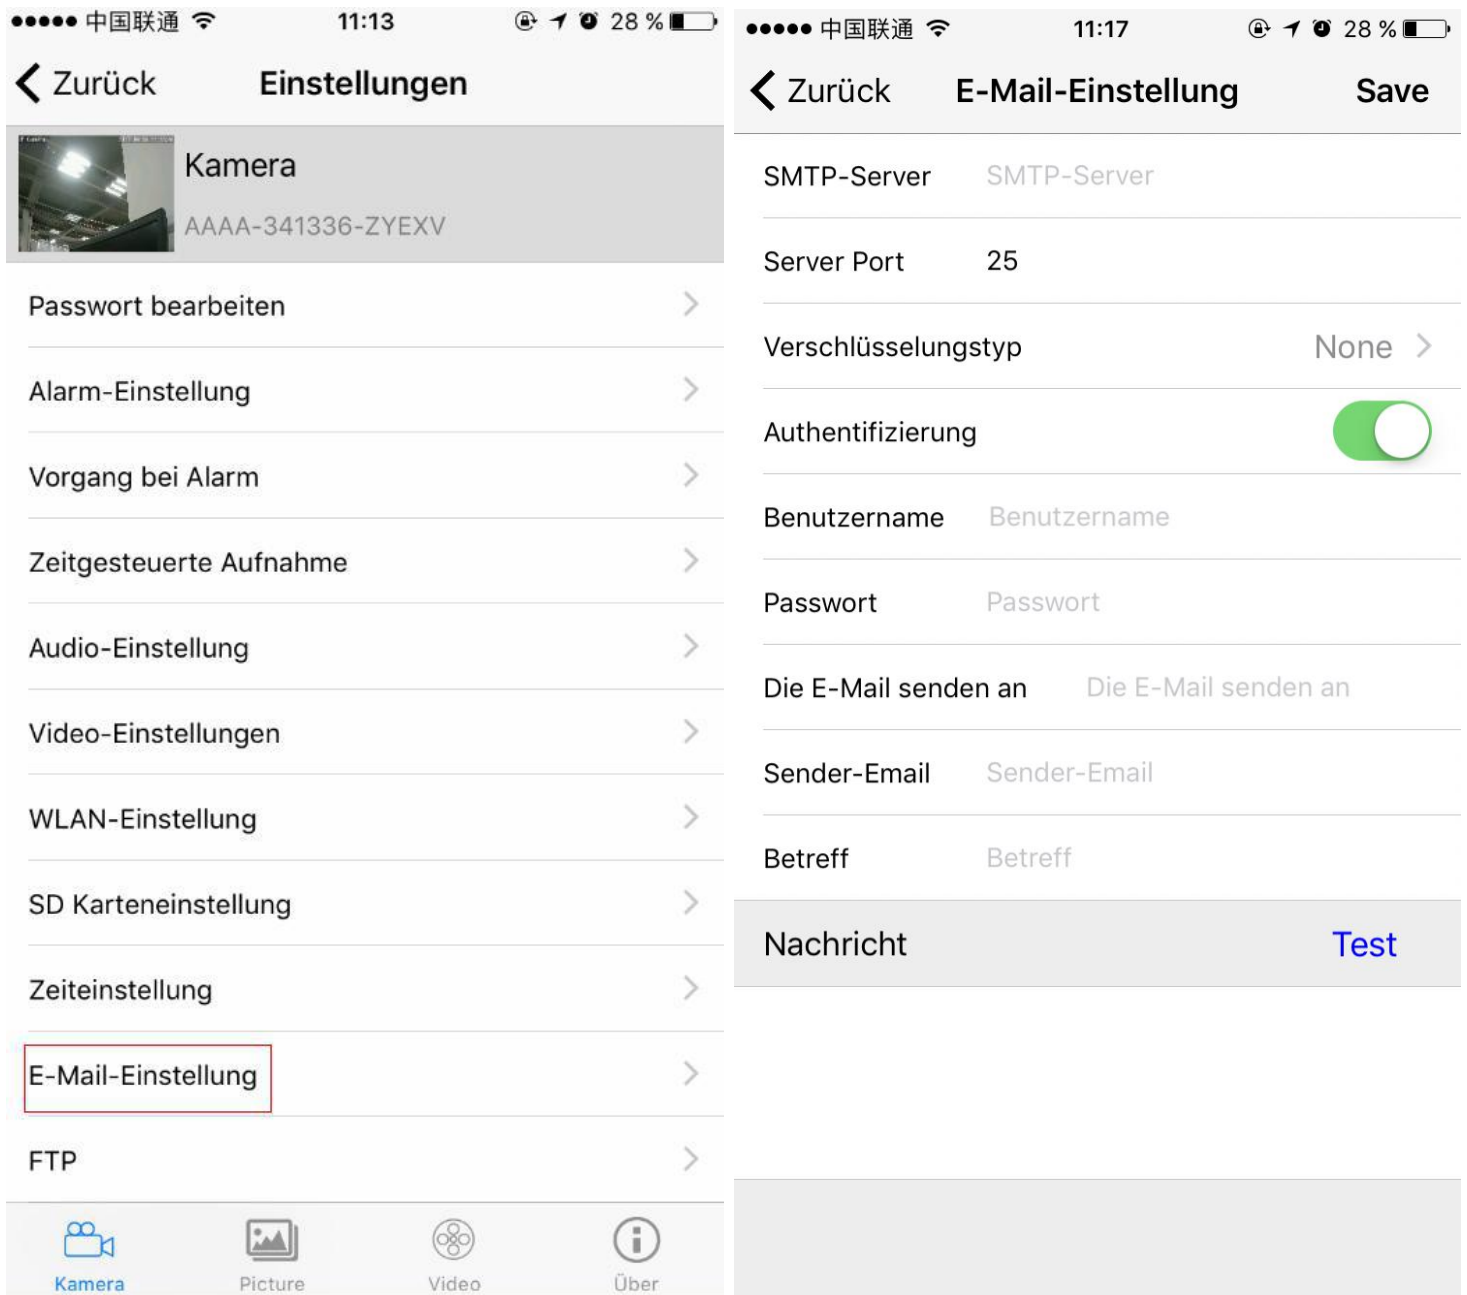 中国联通 11:13 28 %
Zurück Einstellungen
Kamera
AAAA-341336-ZYEXV
Passwort bearbeiten
Alarm-Einstellung
Vorgang bei Alarm
Zeitgesteuerte Aufnahme
Audio-Einstellung
Video-Einstellungen
WLAN-Einstellung
SD Karteneinstellung
Zeiteinstellung
E-Mail-Einstellung
FTP
Kamera Picture Video Über
中国联通 11:17 28 %
Zurück E-Mail-Einstellung Save
SMTP-Server SMTP-Server
Server Port 25
Verschlüsselungstyp None
Authentifizierung
Benutzername Benutzername
Passwort Passwort
Die E-Mail senden an Die E-Mail senden an
Sender-Email Sender-Email
Betreff Betreff
Nachricht Test